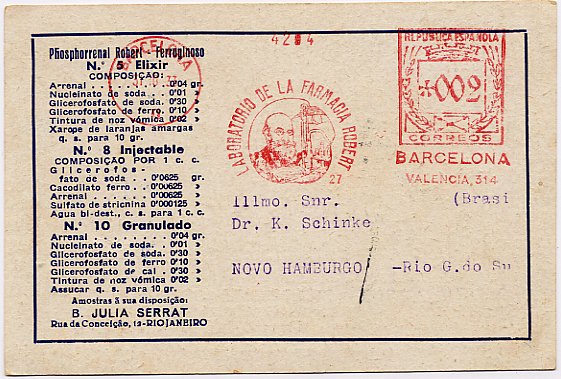 Phosphorrenal Robert - Ferruginoso
N.º 5 Elixir
COMPOSIÇÃO:
Arrenal . . . . . 0'04 gr.
Nucleinato de soda. . 0'01 »
Glicerofosfato de soda. 0'30 »
Glicerofosfato de ferro. 0'10 »
Tintura de noz vómica 0'02 »
Xarope de laranjas amargas
q. s. para 10 gr.
N.º 8 Injectable
COMPOSIÇÃO POR 1 c. c.
Glicerofos-
fato de soda . . 0'0625 gr.
Cacodilato ferro . . 0'0625 »
Arrenal . . . . 0'00625 »
Sulfato de stricnina 0'000125 »
Agua bi-dest., c. s. para 1 c. c.
N.º 10 Granulado
Arrenal . . . . . 0'04 gr.
Nucleinato de soda. . 0'01 »
Glicerofosfato de soda. 0'30 »
Glicerofosfato de ferro 0'10 »
Glicerofosfato de cal . 0'30 »
Tintura de noz vómica 0'02 »
Assucar q. s. para 10 gr.
Amostras á sua disposição:
B. JULIA SERRAT
Rua da Conceição, 13-RIO JANEIRO
BARCELONA
4284
LABORATORIO DE LA FARMACIA ROBERT
27
REPUBLICA ESPAÑOLA
002
CORREOS
BARCELONA
VALENCIA, 314
Illmo. Snr. (Brasi
Dr. K. Schinke
NOVO HAMBURGO -Rio G.do Su